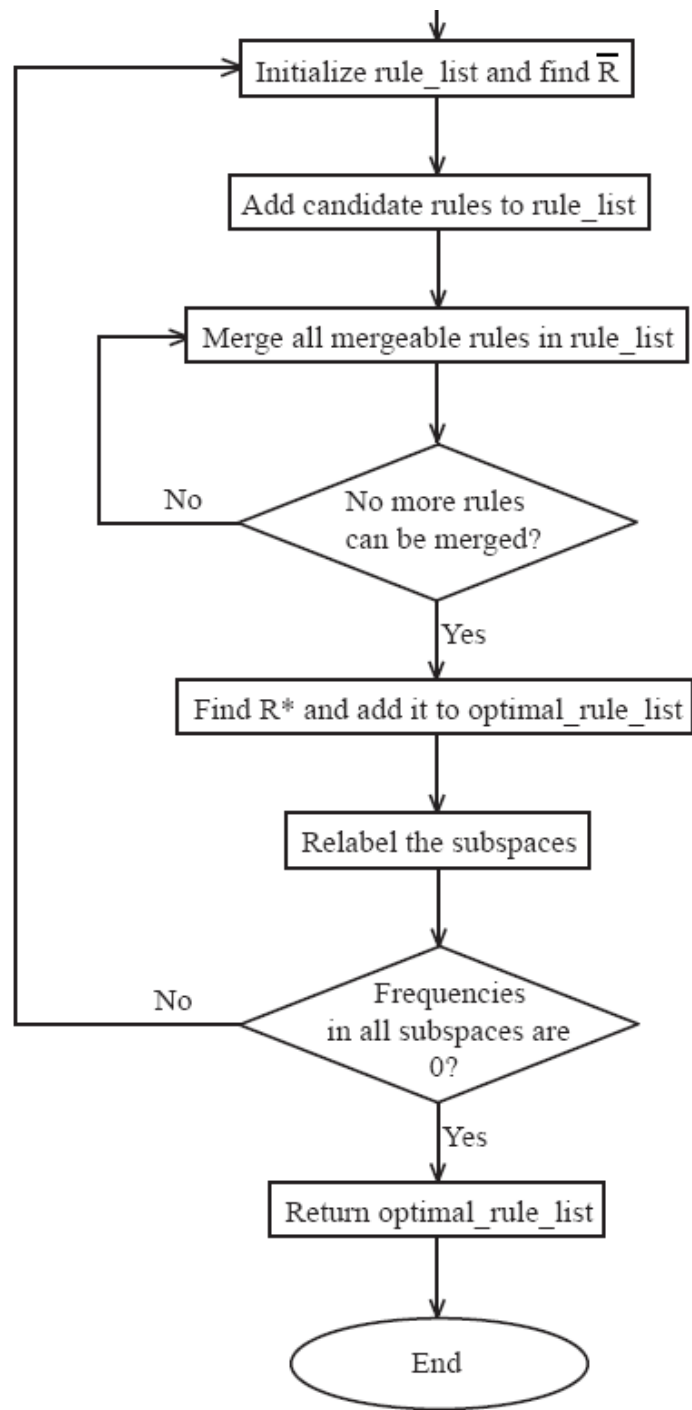 Initialize rule_list and find R̅
Add candidate rules to rule_list
Merge all mergeable rules in rule_list
No more rules
can be merged?
No
Yes
Find R* and add it to optimal_rule_list
Relabel the subspaces
Frequencies
in all subspaces are
0?
No
Yes
Return optimal_rule_list
End